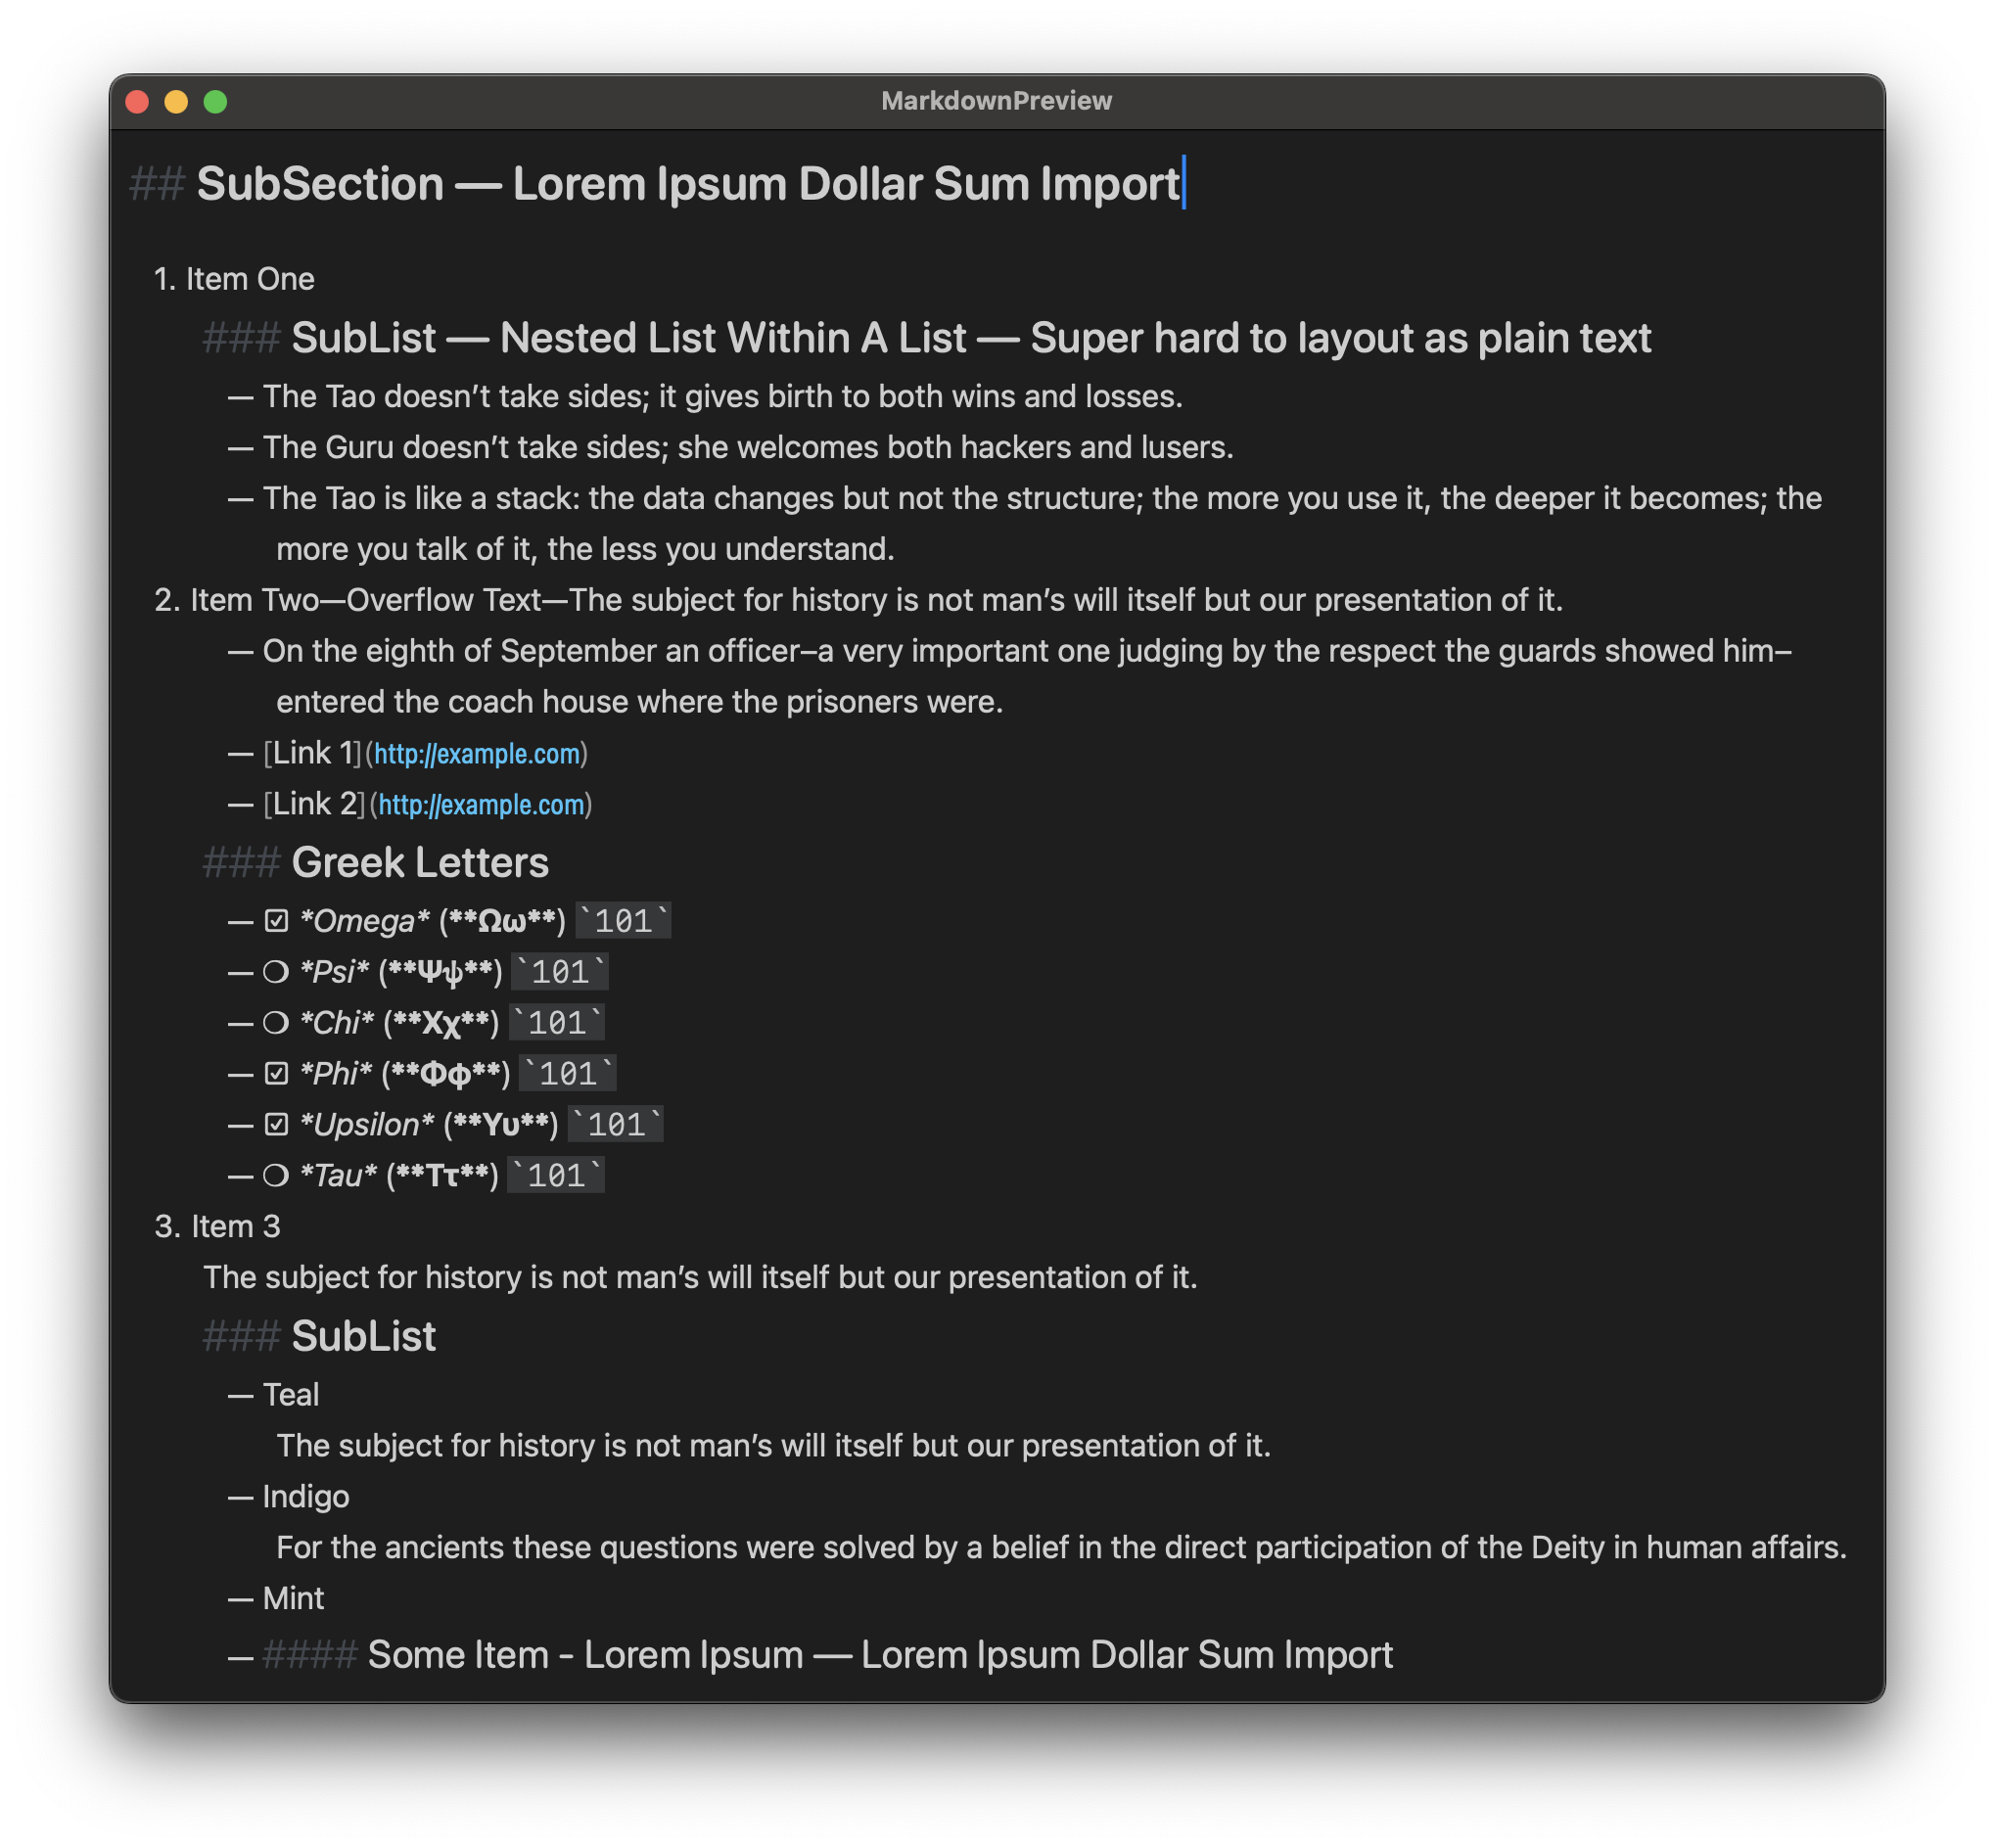 MarkdownPreview
## SubSection — Lorem Ipsum Dollar Sum Import
1. Item One
### SubList — Nested List Within A List — Super hard to layout as plain text
— The Tao doesn’t take sides; it gives birth to both wins and losses.
— The Guru doesn’t take sides; she welcomes both hackers and lusers.
— The Tao is like a stack: the data changes but not the structure; the more you use it, the deeper it becomes; the
more you talk of it, the less you understand.
2. Item Two—Overflow Text—The subject for history is not man’s will itself but our presentation of it.
— On the eighth of September an officer–a very important one judging by the respect the guards showed him–
entered the coach house where the prisoners were.
— [Link 1](http://example.com)
— [Link 2](http://example.com)
### Greek Letters
— ☑ *Omega* (**Ωω**) `101`
— ❍ *Psi* (**Ψψ**) `101`
— ❍ *Chi* (**Χχ**) `101`
— ☑ *Phi* (**Φφ**) `101`
— ☑ *Upsilon* (**Υυ**) `101`
— ❍ *Tau* (**Ττ**) `101`
3. Item 3
The subject for history is not man’s will itself but our presentation of it.
### SubList
— Teal
The subject for history is not man’s will itself but our presentation of it.
— Indigo
For the ancients these questions were solved by a belief in the direct participation of the Deity in human affairs.
— Mint
— #### Some Item - Lorem Ipsum — Lorem Ipsum Dollar Sum Import